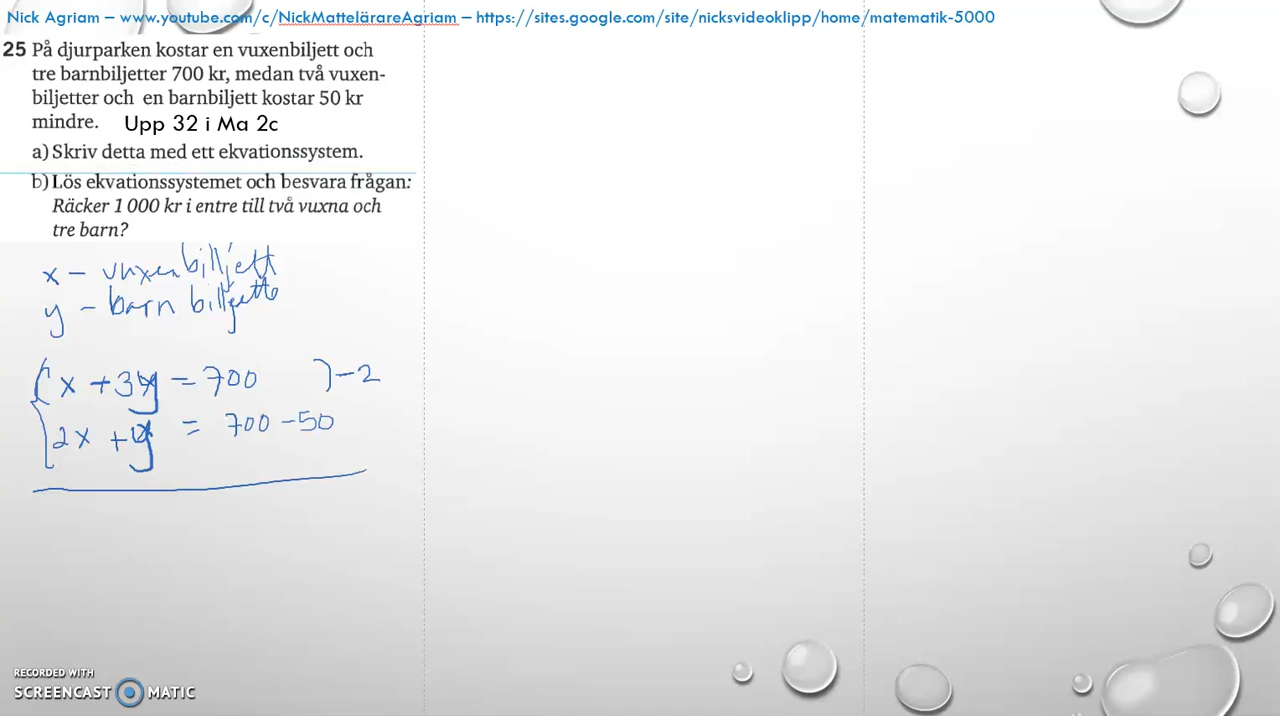 Nick Agriam – www.youtube.com/c/NickMattelärareAgriam – https://sites.google.com/site/nicksvideoklipp/home/matematik-5000
25 På djurparken kostar en vuxenbiljett och
tre barnbiljetter 700 kr, medan två vuxen-
biljetter och en barnbiljett kostar 50 kr
mindre. Upp 32 i Ma 2c
a) Skriv detta med ett ekvationssystem.
b) Lös ekvationssystemet och besvara frågan:
Räcker 1 000 kr i entre till två vuxna och
tre barn?
x – vuxenbilljett
y – barn billjett
x + 3y = 700 ) –2
2x + y = 700 – 50
RECORDED WITH
SCREENCAST MATIC